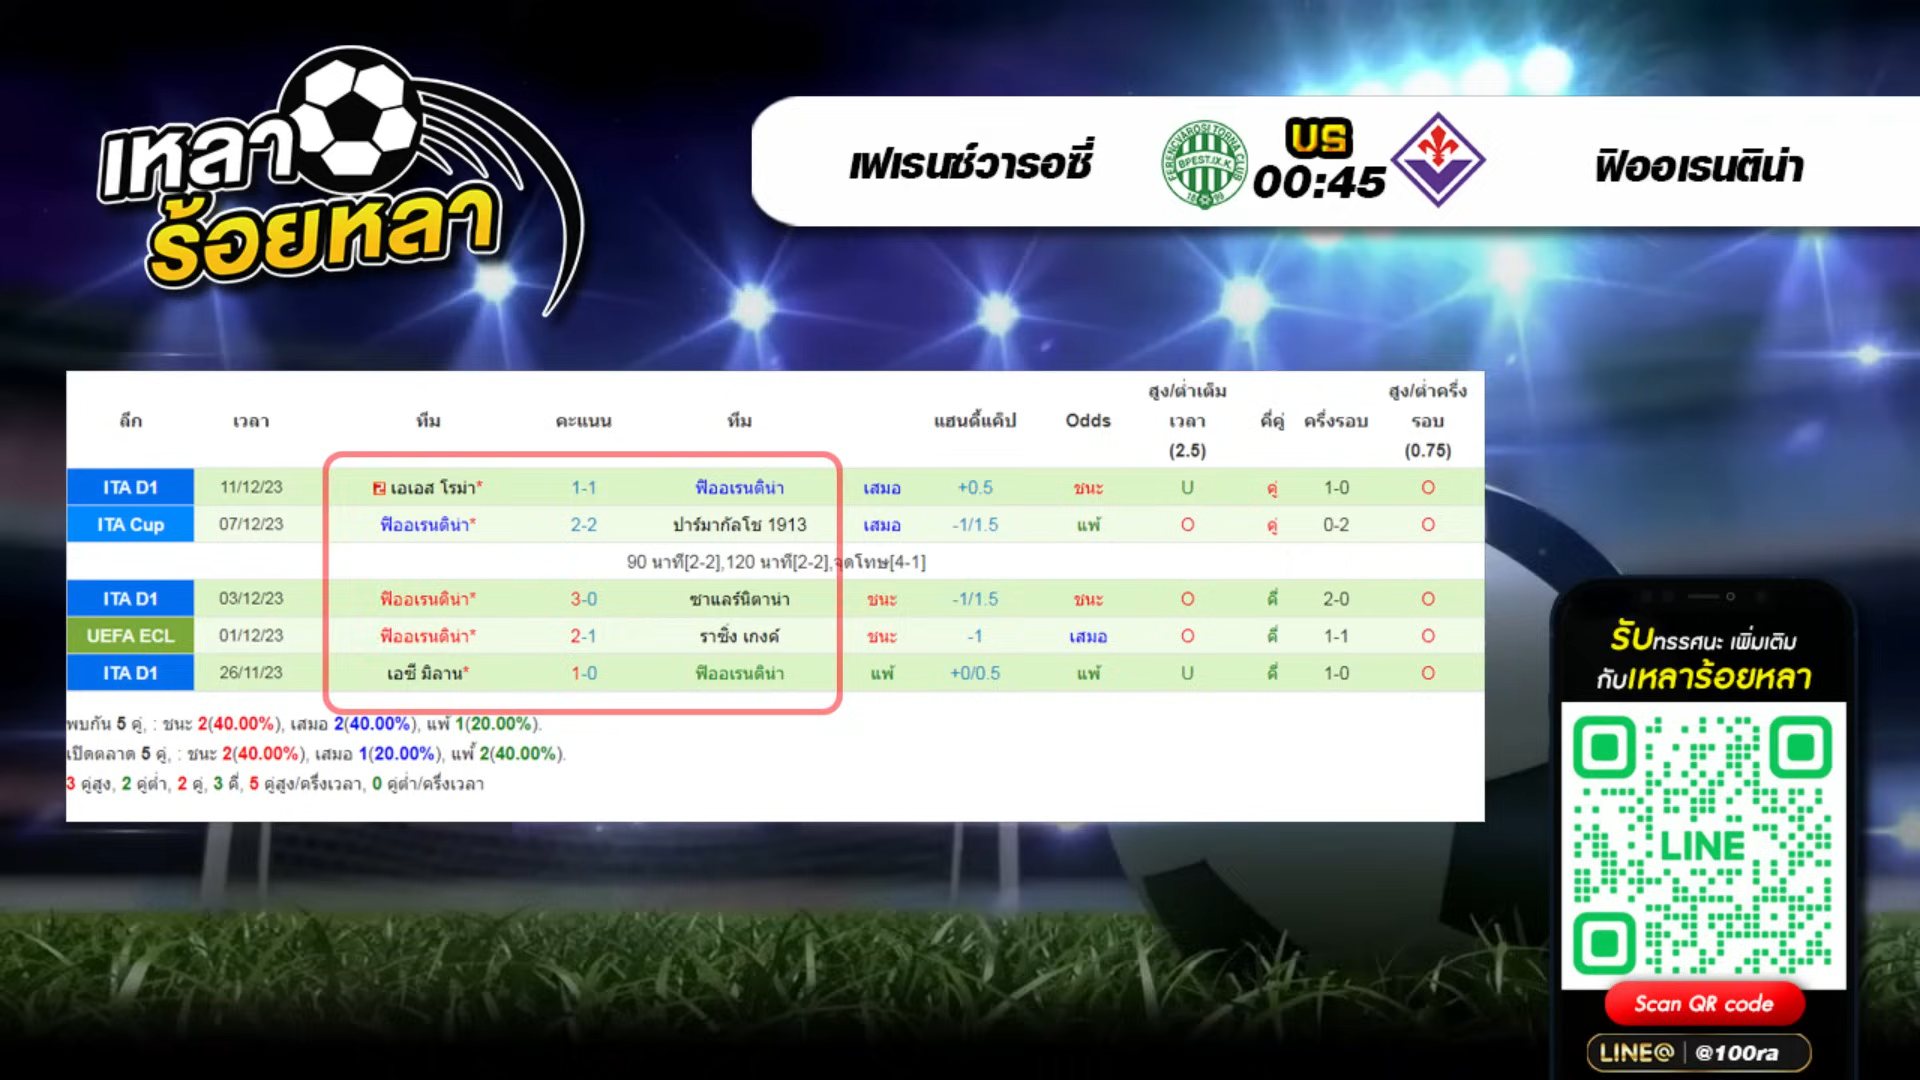 เหลา
ร้อยหลา
เฟเรนซ์วารอซี่
VS
00:45
ฟิออเรนติน่า
ลีก เวลา ทีม คะแนน ทีม แฮนดี้แค๊ป Odds สูง/ต่ำเต็มเวลา (2.5) คี่คู่ ครึ่งรอบ สูง/ต่ำครึ่งรอบ (0.75)
ITA D1 11/12/23 2 เอเอส โรม่า* 1-1 ฟิออเรนติน่า เสมอ +0.5 ชนะ U คู่ 1-0 O
ITA Cup 07/12/23 ฟิออเรนติน่า* 2-2 ปาร์มากัลโช 1913 เสมอ -1/1.5 แพ้ O คู่ 0-2 O
90 นาที[2-2],120 นาที[2-2],จุดโทษ[4-1]
ITA D1 03/12/23 ฟิออเรนติน่า* 3-0 ซาแลร์นิตาน่า ชนะ -1/1.5 ชนะ O คี่ 2-0 O
UEFA ECL 01/12/23 ฟิออเรนติน่า* 2-1 ราซิ่ง เกงค์ ชนะ -1 เสมอ O คี่ 1-1 O
ITA D1 26/11/23 เอซี มิลาน* 1-0 ฟิออเรนติน่า แพ้ +0/0.5 แพ้ U คี่ 1-0 O
พบกัน 5 คู่, : ชนะ 2(40.00%), เสมอ 2(40.00%), แพ้ 1(20.00%).
เปิดตลาด 5 คู่, : ชนะ 2(40.00%), เสมอ 1(20.00%), แพ้ 2(40.00%).
3 คู่สูง, 2 คู่ต่ำ, 2 คู่, 3 คี่, 5 คู่สูง/ครึ่งเวลา, 0 คู่ต่ำ/ครึ่งเวลา
รับทรรศนะ เพิ่มเติม
กับเหลาร้อยหลา
LINE
Scan QR code
LINE@ | @100ra